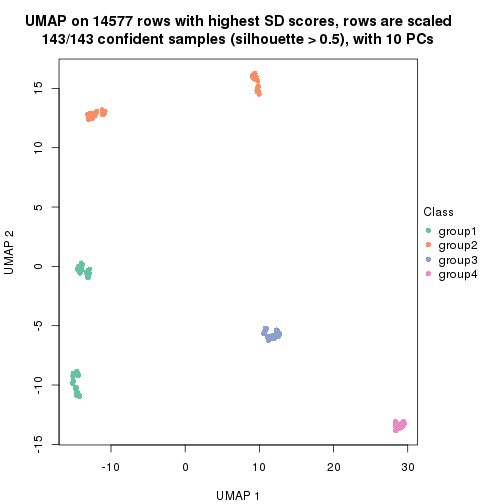 UMAP on 14577 rows with highest SD scores, rows are scaled
143/143 confident samples (silhouette > 0.5), with 10 PCs
15
10
5
0
-5
-10
-15
UMAP 2
-10 0 10 20 30
UMAP 1
Class
group1
group2
group3
group4